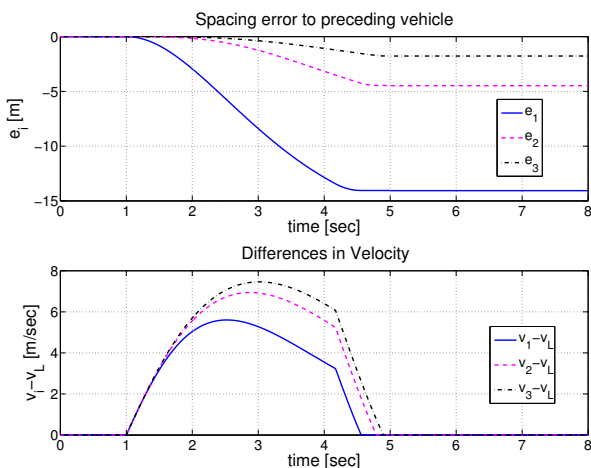 Spacing error to preceding vehicle
0
−5
−10
−15
e_i [m]
e_1
e_2
e_3
0 1 2 3 4 5 6 7 8
time [sec]
Differences in Velocity
8
6
4
2
0
v_i−v_L [m/sec]
v_1−v_L
v_2−v_L
v_3−v_L
0 1 2 3 4 5 6 7 8
time [sec]